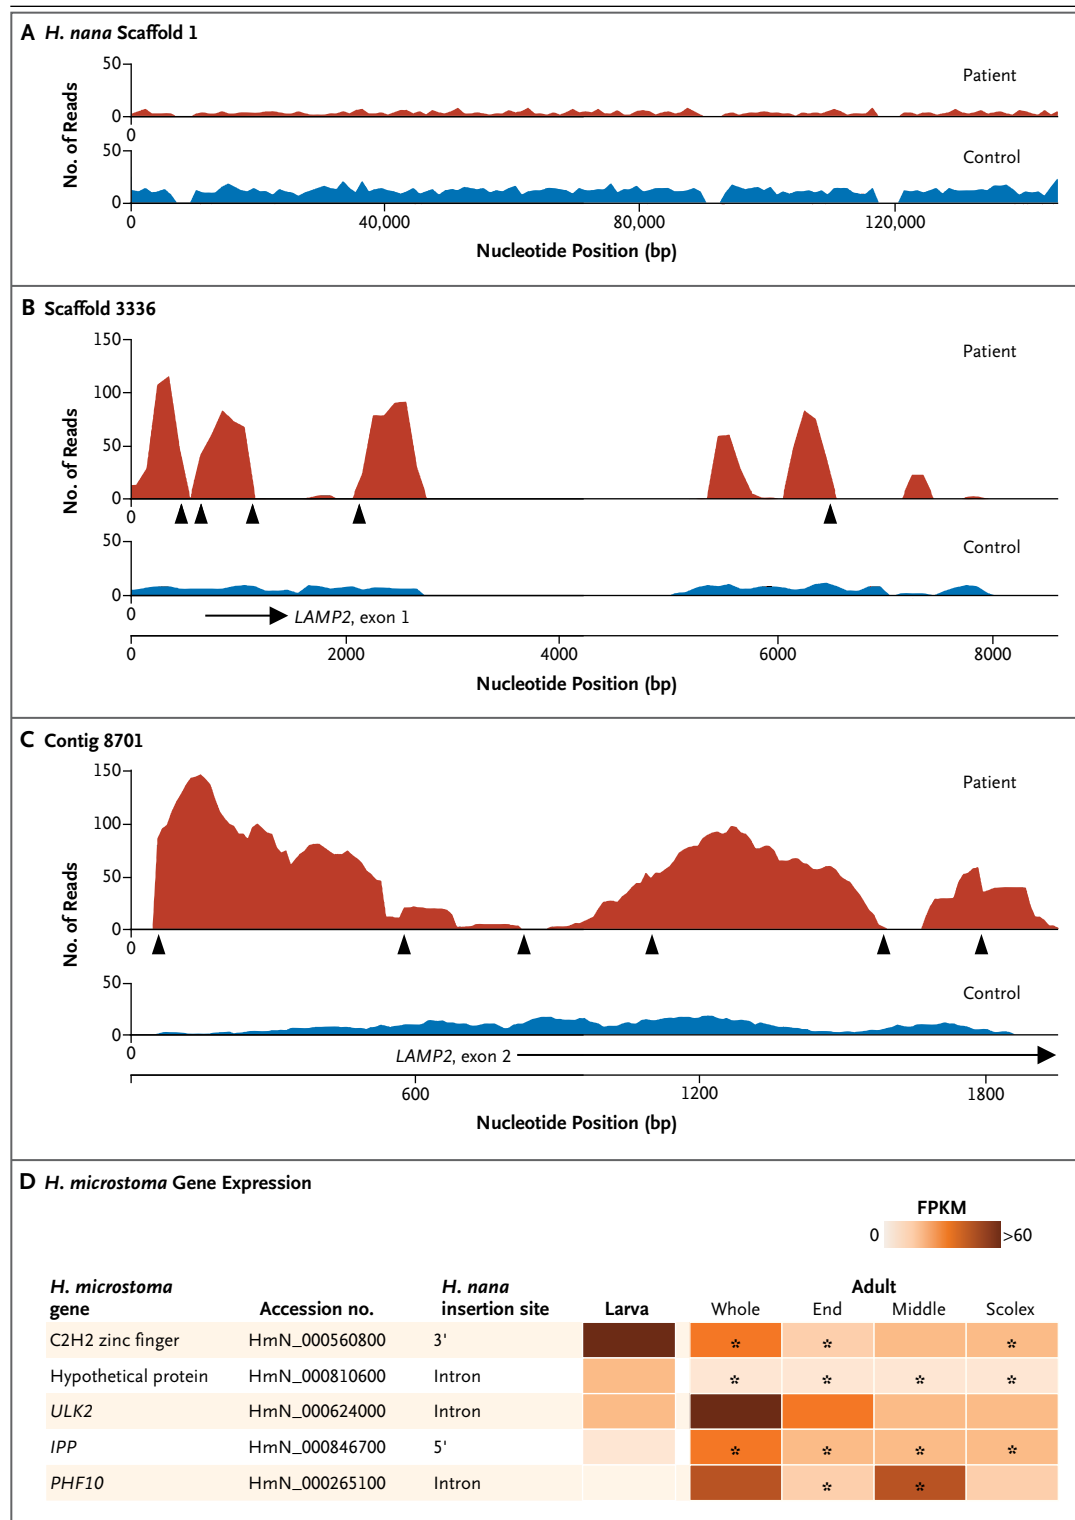 A H. nana Scaffold 1
50
Patient
0
0
No. of Reads
50
Control
0
0 40,000 80,000 120,000
Nucleotide Position (bp)
B Scaffold 3336
150
Patient
100
No. of Reads
50
0
0
50
Control
0
0
LAMP2, exon 1
0 2000 4000 6000 8000
Nucleotide Position (bp)
C Contig 8701
150
Patient
100
No. of Reads
50
0
0
50
Control
0
0
LAMP2, exon 2
600 1200 1800
Nucleotide Position (bp)
D H. microstoma Gene Expression
FPKM
0 >60
H. microstoma H. nana Adult
gene Accession no. insertion site Larva Whole End Middle Scolex
C2H2 zinc finger HmN_000560800 3' * * *
Hypothetical protein HmN_000810600 Intron * * * *
ULK2 HmN_000624000 Intron
IPP HmN_000846700 5' * * * *
PHF10 HmN_000265100 Intron * *